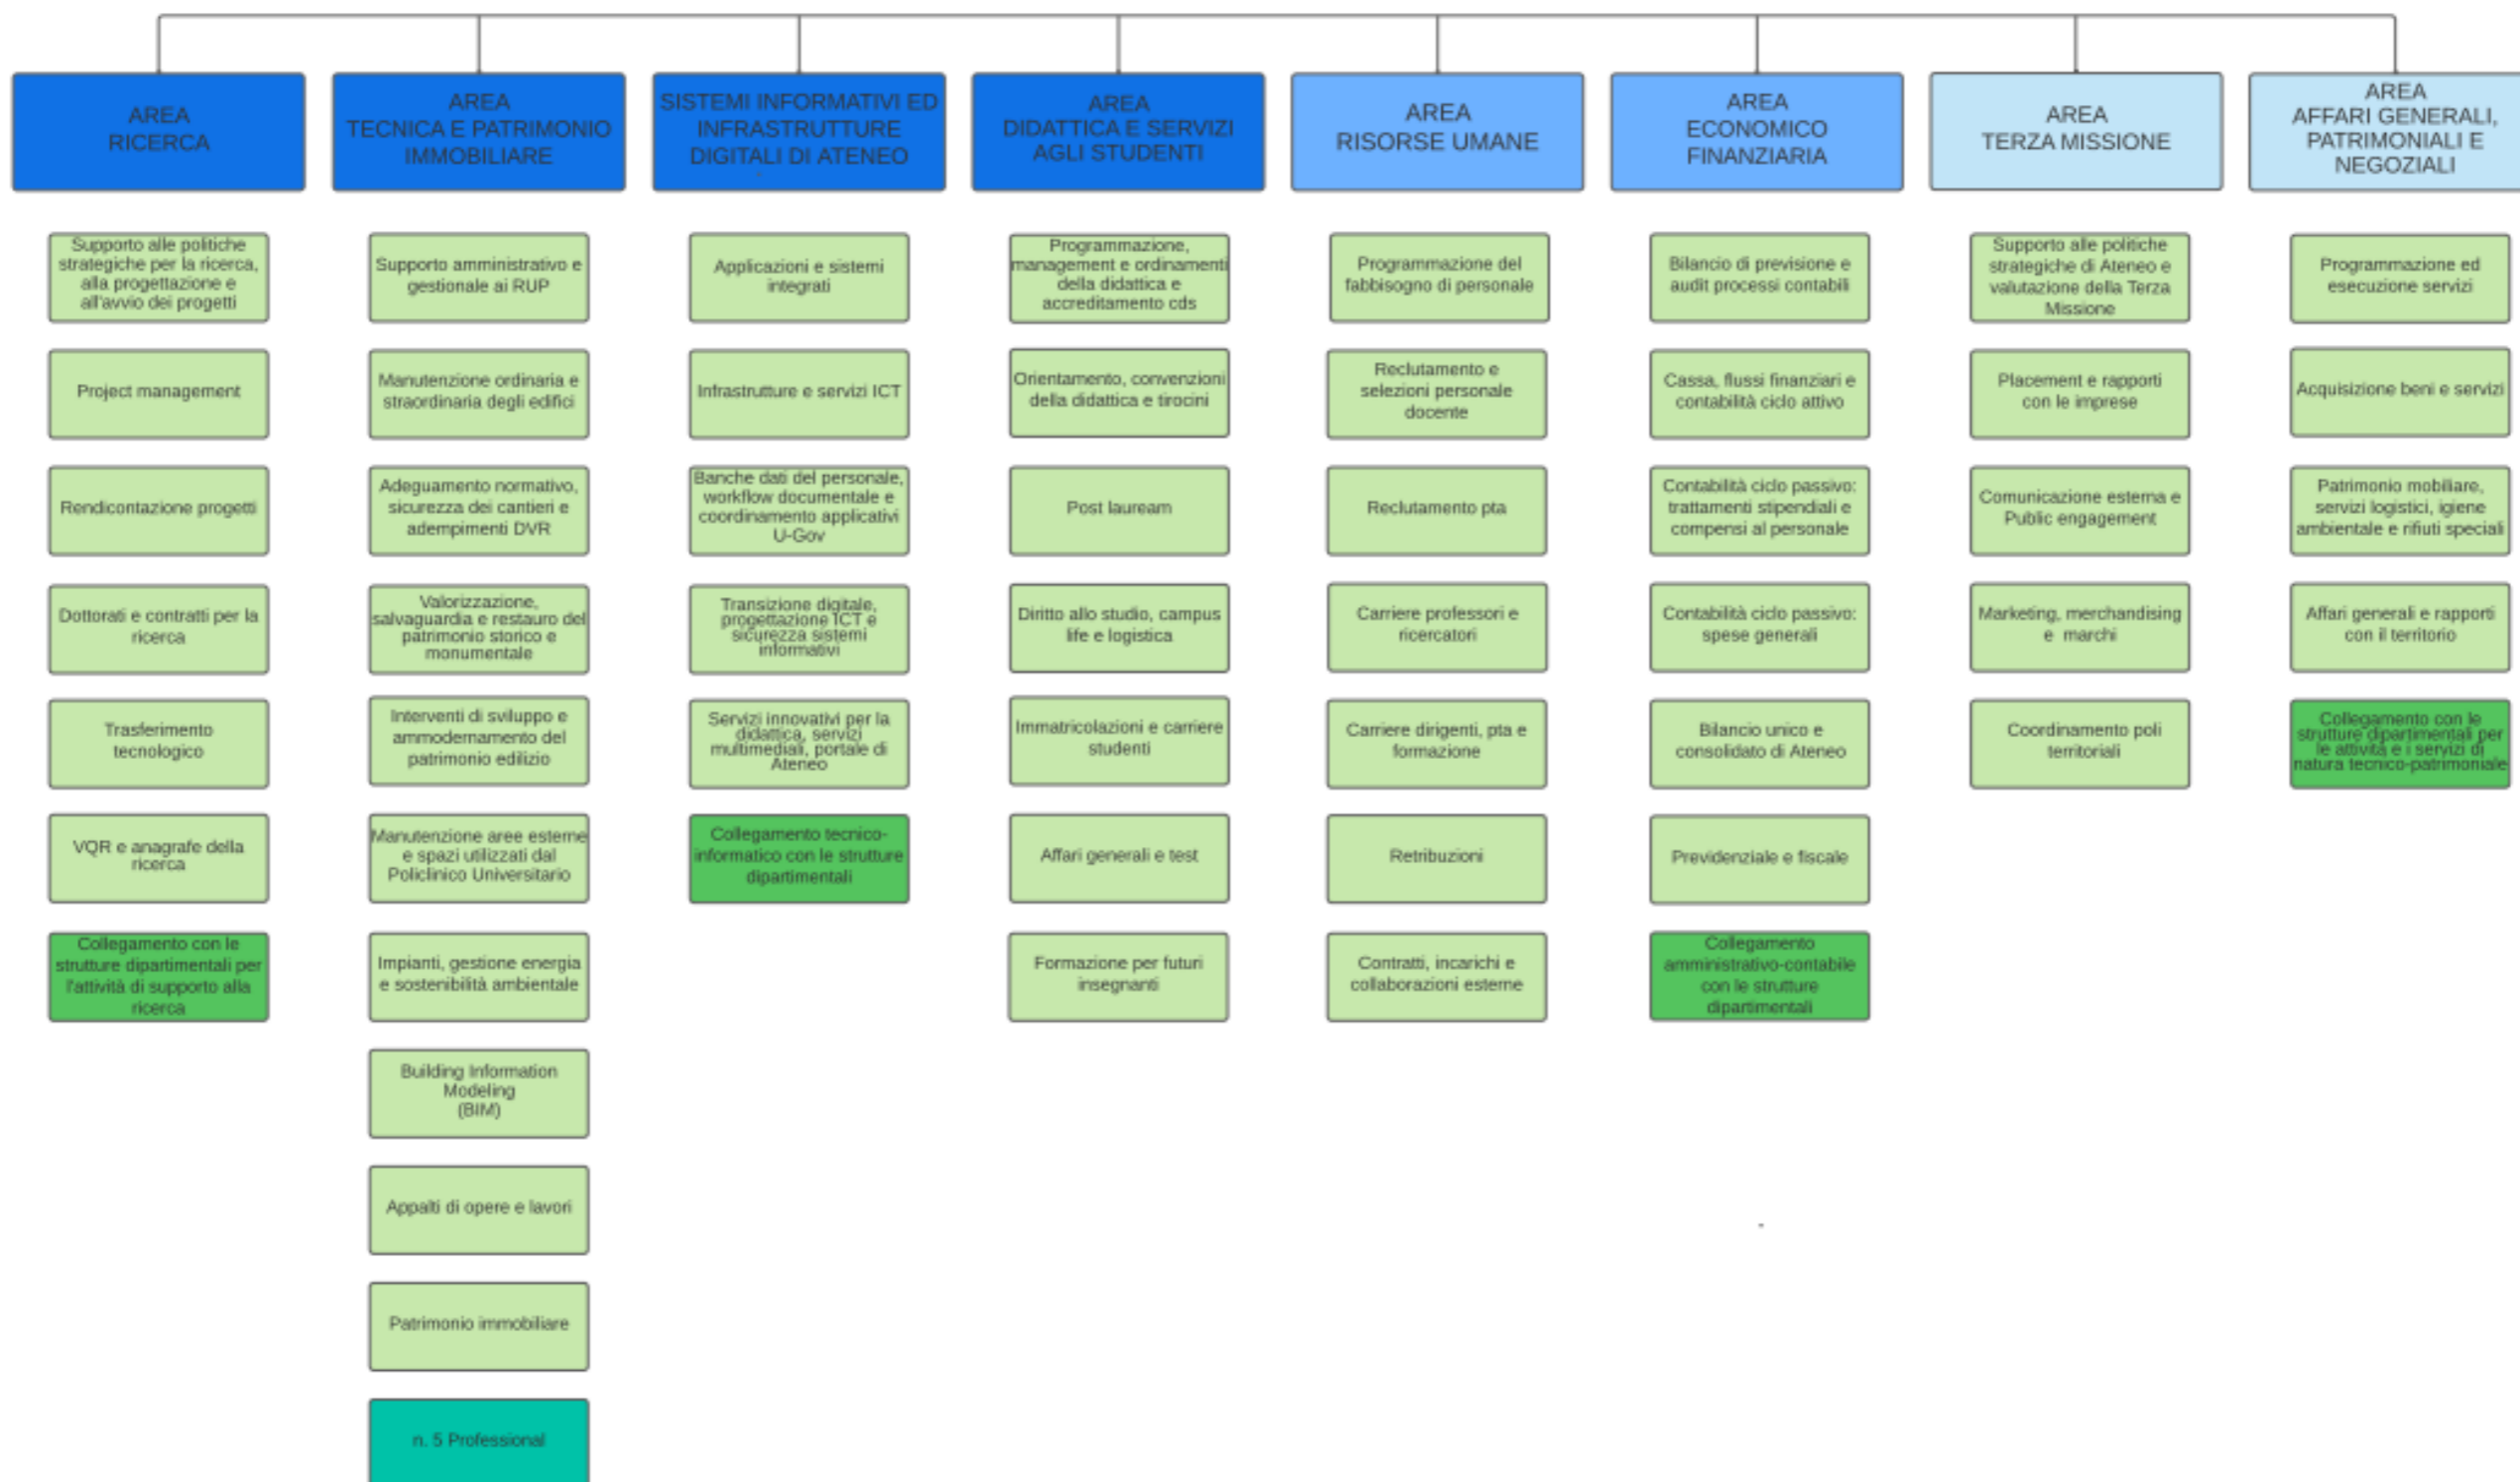 AREA
RICERCA
AREA
TECNICA E PATRIMONIO
IMMOBILIARE
SISTEMI INFORMATIVI ED
INFRASTRUTTURE
DIGITALI DI ATENEO
AREA
DIDATTICA E SERVIZI
AGLI STUDENTI
AREA
RISORSE UMANE
AREA
ECONOMICO
FINANZIARIA
AREA
TERZA MISSIONE
AREA
AFFARI GENERALI,
PATRIMONIALI E
NEGOZIALI
Supporto alle politiche
strategiche per la ricerca,
alla progettazione e
all'avvio dei progetti
Project management
Rendicontazione progetti
Dottorati e contratti per la
ricerca
Trasferimento
tecnologico
VQR e anagrafe della
ricerca
Collegamento con le
strutture dipartimentali per
l'attività di supporto alla
ricerca
Supporto amministrativo e
gestionale ai RUP
Manutenzione ordinaria e
straordinaria degli edifici
Adeguamento normativo,
sicurezza dei cantieri e
adempimenti DVR
Valorizzazione,
salvaguardia e restauro del
patrimonio storico e
monumentale
Interventi di sviluppo e
ammodernamento del
patrimonio edilizio
Manutenzione aree esterne
e spazi utilizzati dal
Policlinico Universitario
Impianti, gestione energia
e sostenibilità ambientale
Building Information
Modeling
(BIM)
Appalti di opere e lavori
Patrimonio immobiliare
n. 5 Professional
Applicazioni e sistemi
integrati
Infrastrutture e servizi ICT
Banche dati del personale,
workflow documentale e
coordinamento applicativi
U-Gov
Transizione digitale,
progettazione ICT e
sicurezza sistemi
informativi
Servizi innovativi per la
didattica, servizi
multimediali, portale di
Ateneo
Collegamento tecnico-
informatico con le strutture
dipartimentali
Programmazione,
management e ordinamenti
della didattica e
accreditamento cds
Orientamento, convenzioni
della didattica e tirocini
Post lauream
Diritto allo studio, campus
life e logistica
Immatricolazioni e carriere
studenti
Affari generali e test
Formazione per futuri
insegnanti
Programmazione del
fabbisogno di personale
Reclutamento e
selezioni personale
docente
Reclutamento pta
Carriere professori e
ricercatori
Carriere dirigenti, pta e
formazione
Retribuzioni
Contratti, incarichi e
collaborazioni esterne
Bilancio di previsione e
audit processi contabili
Cassa, flussi finanziari e
contabilità ciclo attivo
Contabilità ciclo passivo:
trattamenti stipendiali e
compensi al personale
Contabilità ciclo passivo:
spese generali
Bilancio unico e
consolidato di Ateneo
Previdenziale e fiscale
Collegamento
amministrativo-contabile
con le strutture
dipartimentali
Supporto alle politiche
strategiche di Ateneo e
valutazione della Terza
Missione
Placement e rapporti
con le imprese
Comunicazione esterna e
Public engagement
Marketing, merchandising
e marchi
Coordinamento poli
territoriali
Programmazione ed
esecuzione servizi
Acquisizione beni e servizi
Patrimonio mobiliare,
servizi logistici, igiene
ambientale e rifiuti speciali
Affari generali e rapporti
con il territorio
Collegamento con le
strutture dipartimentali per
le attività e i servizi di
natura tecnico-patrimoniale